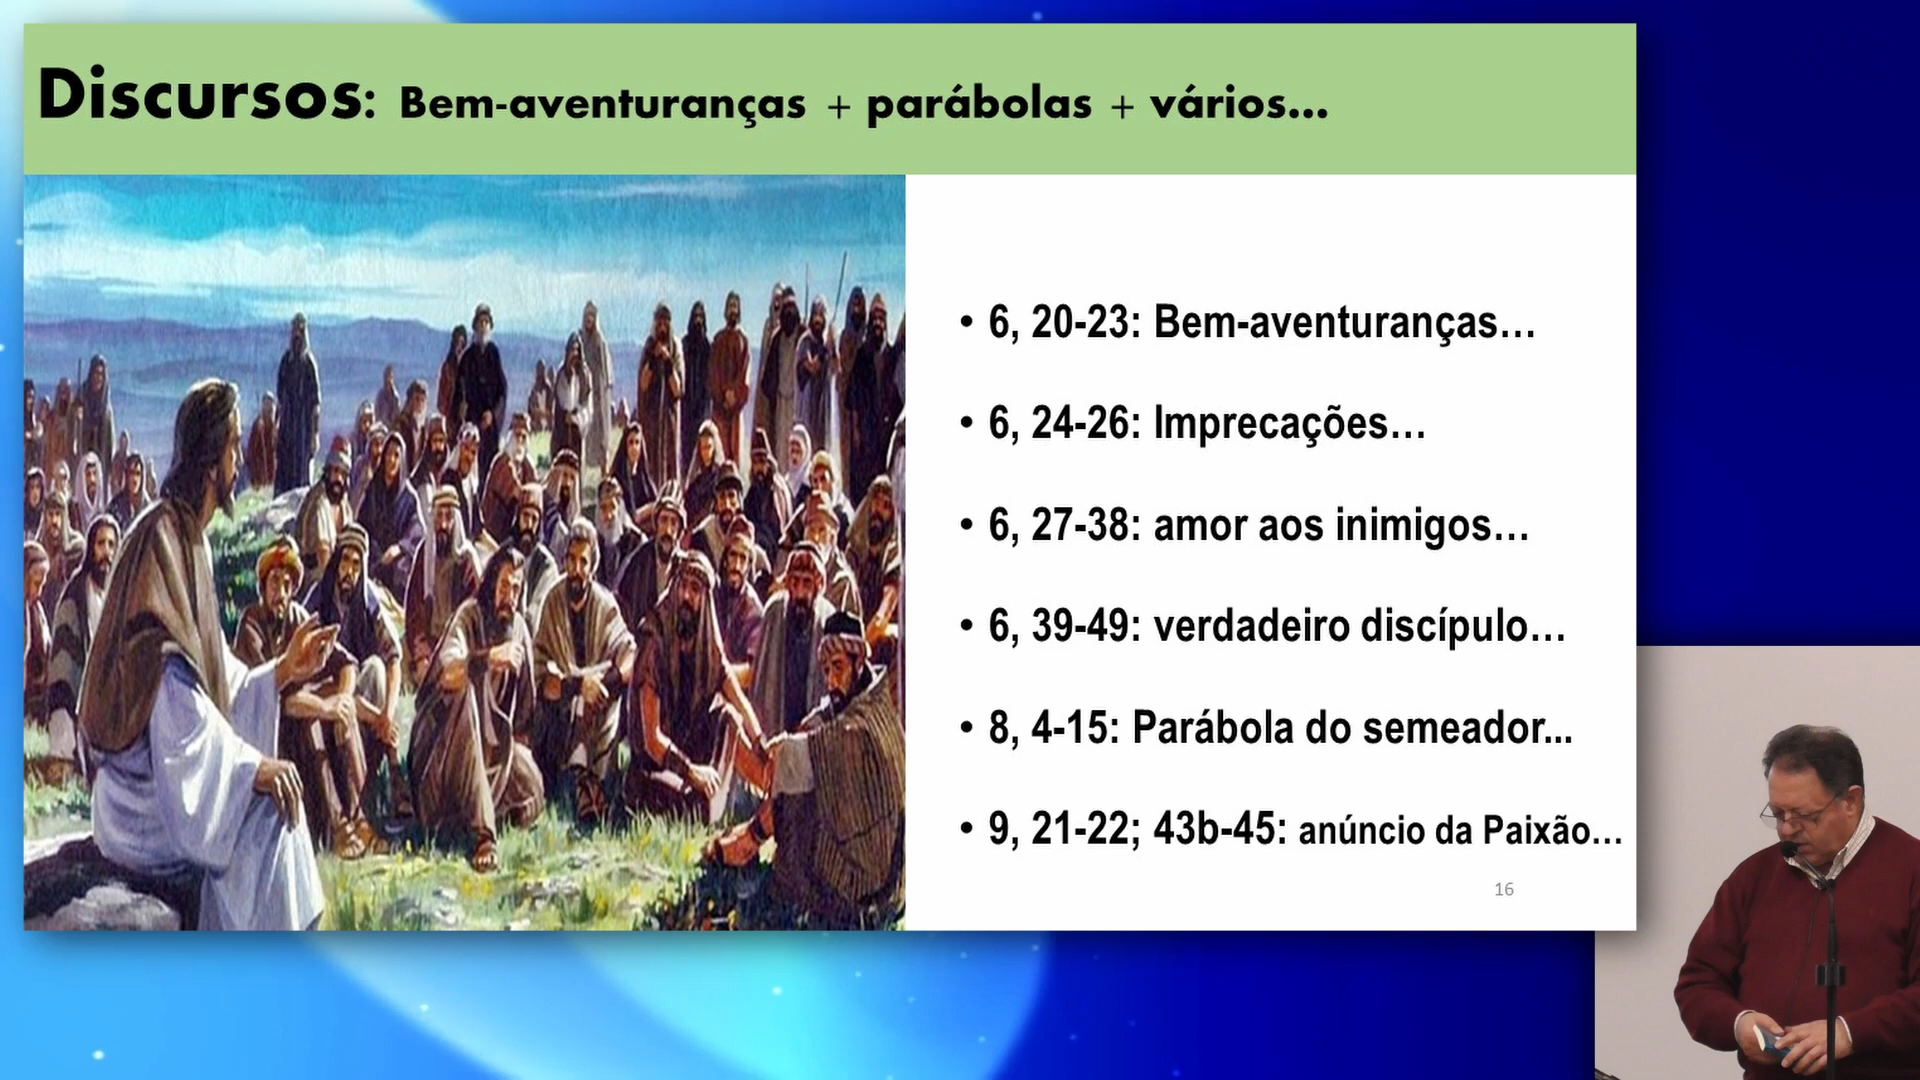 Discursos: Bem-aventuranças + parábolas + vários...
• 6, 20-23: Bem-aventuranças…
• 6, 24-26: Imprecações…
• 6, 27-38: amor aos inimigos…
• 6, 39-49: verdadeiro discípulo…
• 8, 4-15: Parábola do semeador...
• 9, 21-22; 43b-45: anúncio da Paixão…
16